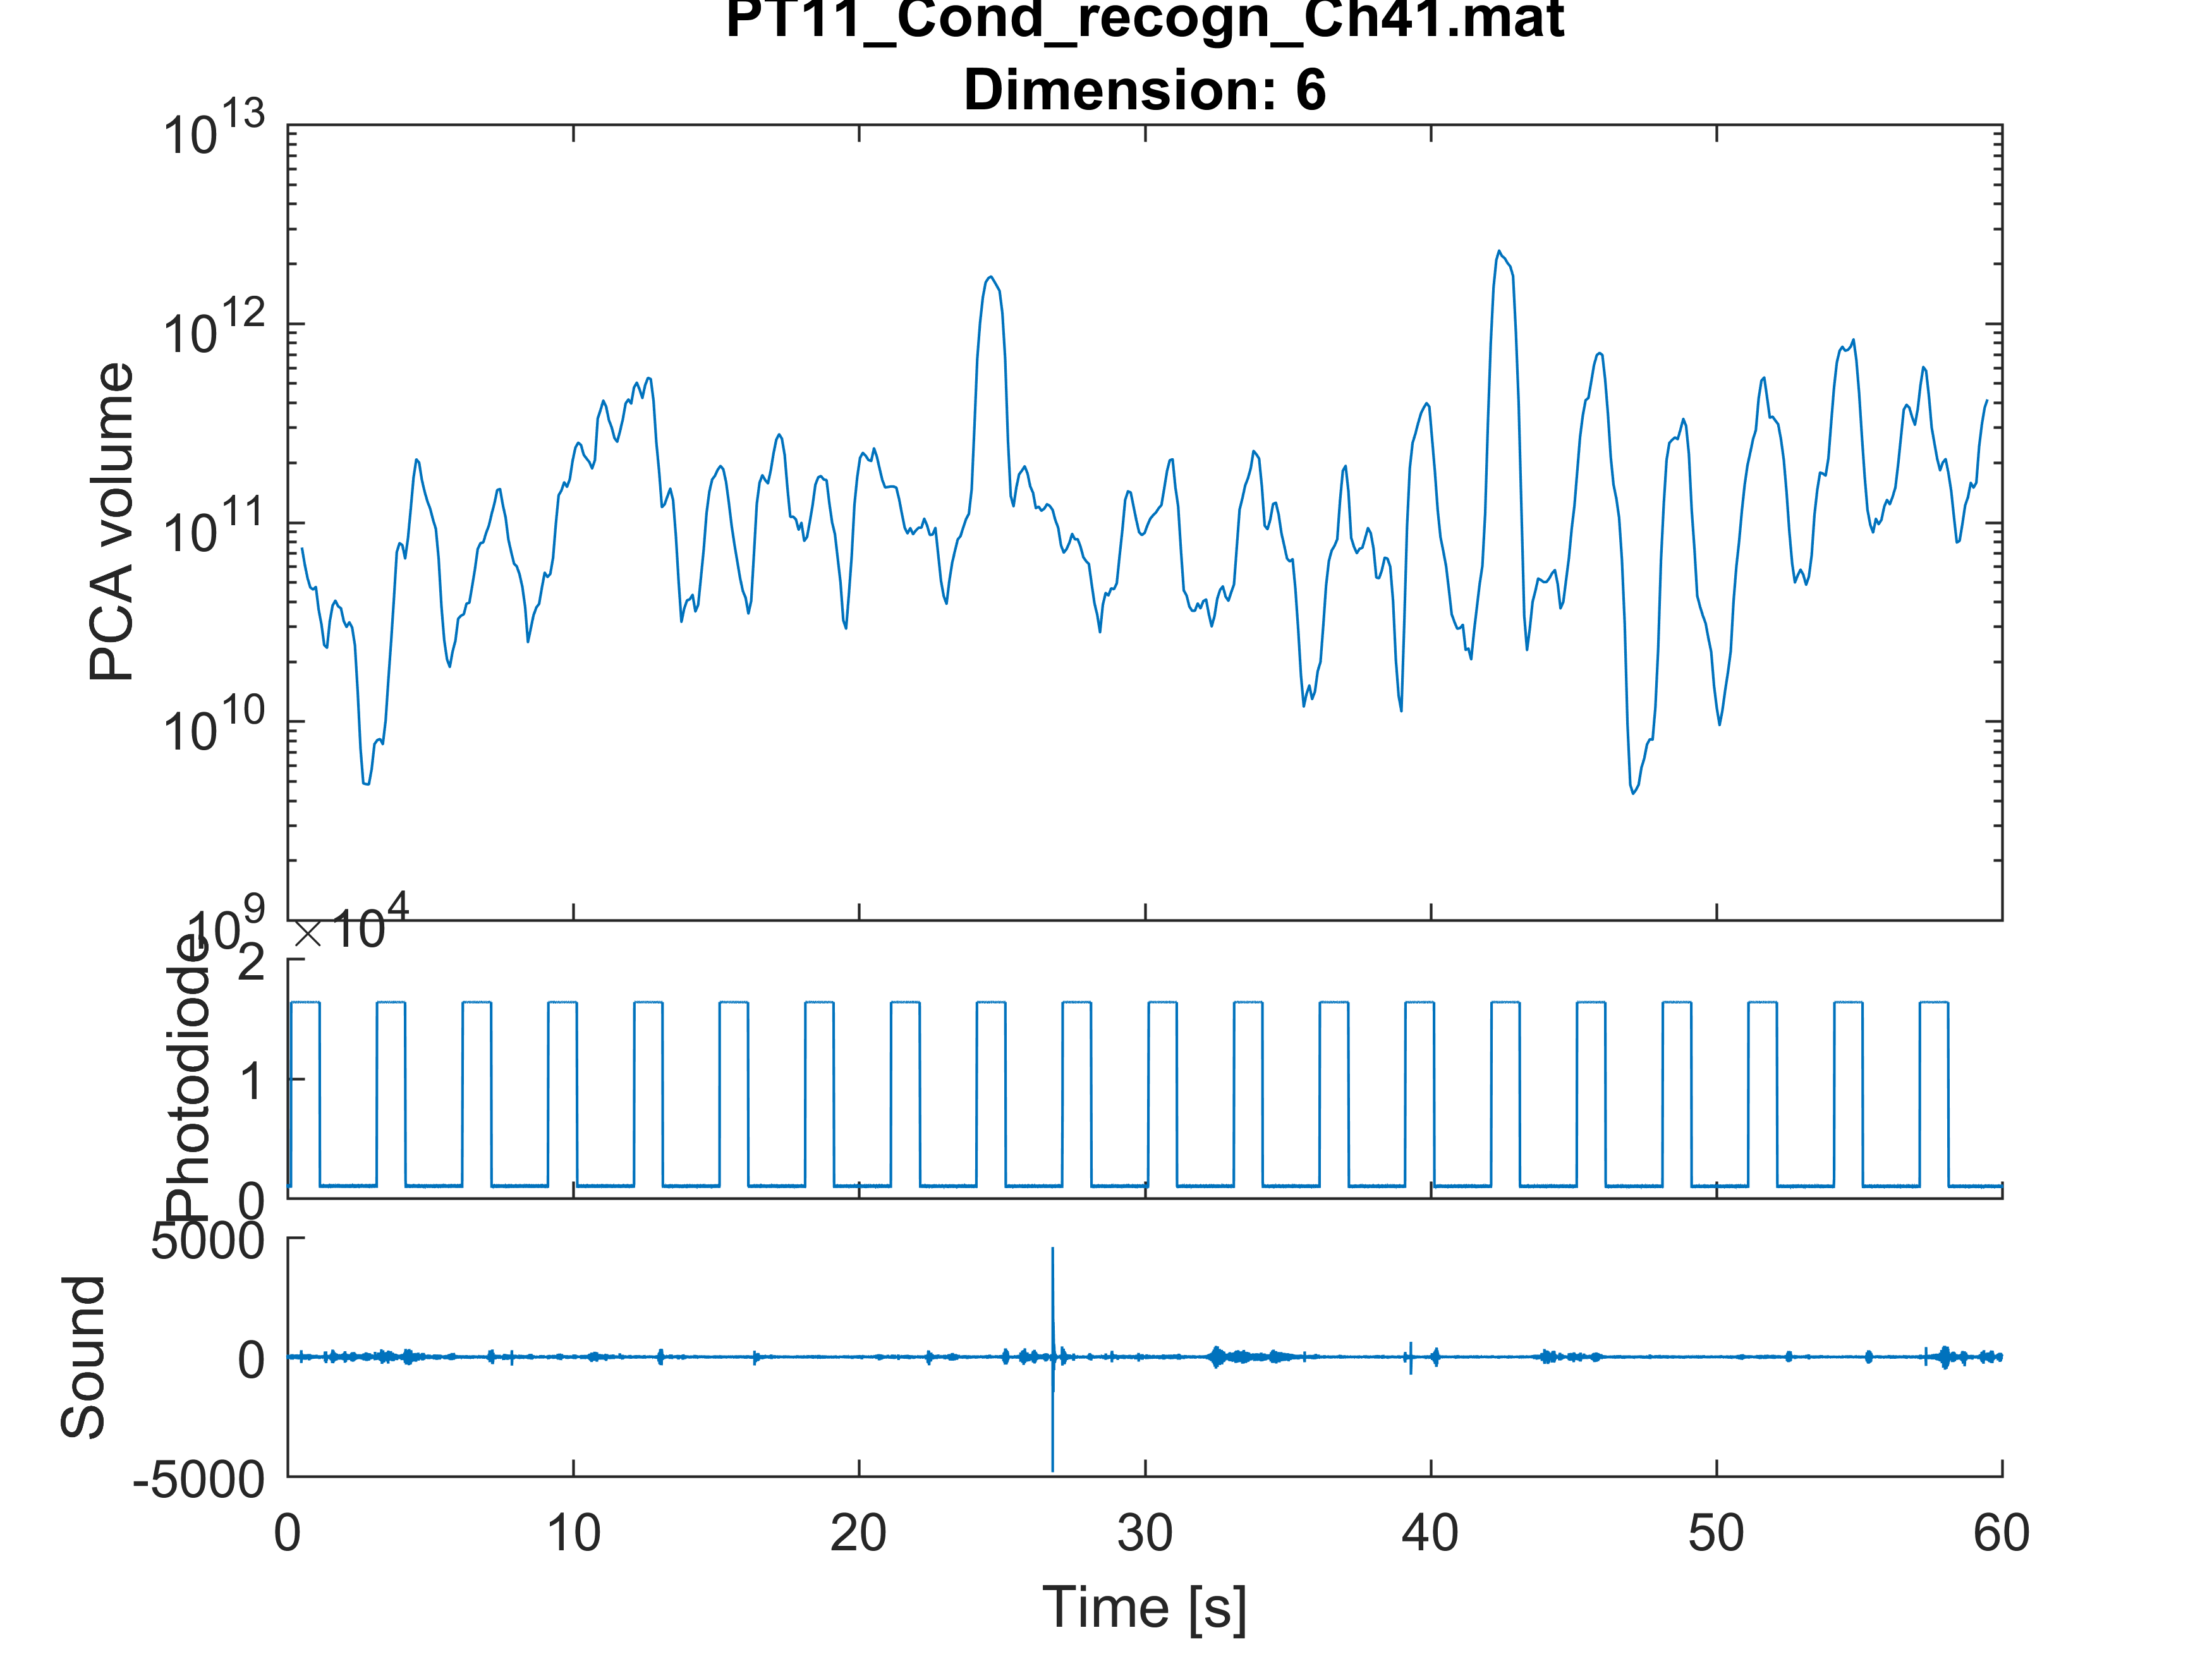 PT11_Cond_recogn_Ch41.mat
Dimension: 6
10^13
10^12
10^11
10^10
10^9
PCA volume
× 10^4
2
1
0
Photodiode
5000
0
-5000
Sound
0 10 20 30 40 50 60
Time [s]